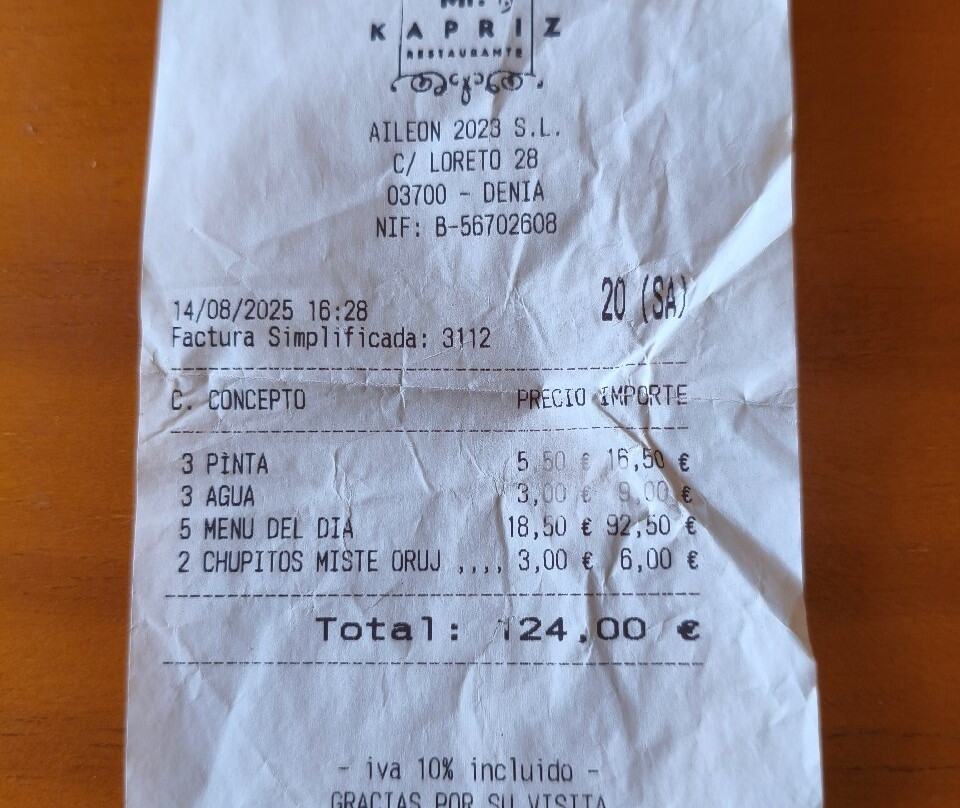 Mr.
KAPRIZ
RESTAURANTE
AILEON 2023 S.L.
C/ LORETO 28
03700 - DENIA
NIF: B-56702608
14/08/2025 16:28 20 (SA)
Factura Simplificada: 3112
C. CONCEPTO PRECIO IMPORTE
3 PÌNTA 5,50 € 16,50 €
3 AGUA 3,00 € 9,00 €
5 MENU DEL DIA 18,50 € 92,50 €
2 CHUPITOS MISTE ORUJ ,,,, 3,00 € 6,00 €
Total: 124,00 €
- iva 10% incluido -
GRACIAS POR SU VISITA